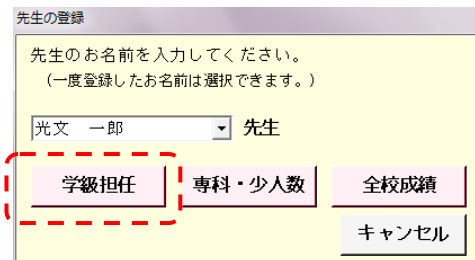 先生の登録
先生のお名前を入力してください。
（一度登録したお名前は選択できます。）
光文　一郎 先生
学級担任 専科・少人数 全校成績
キャンセル